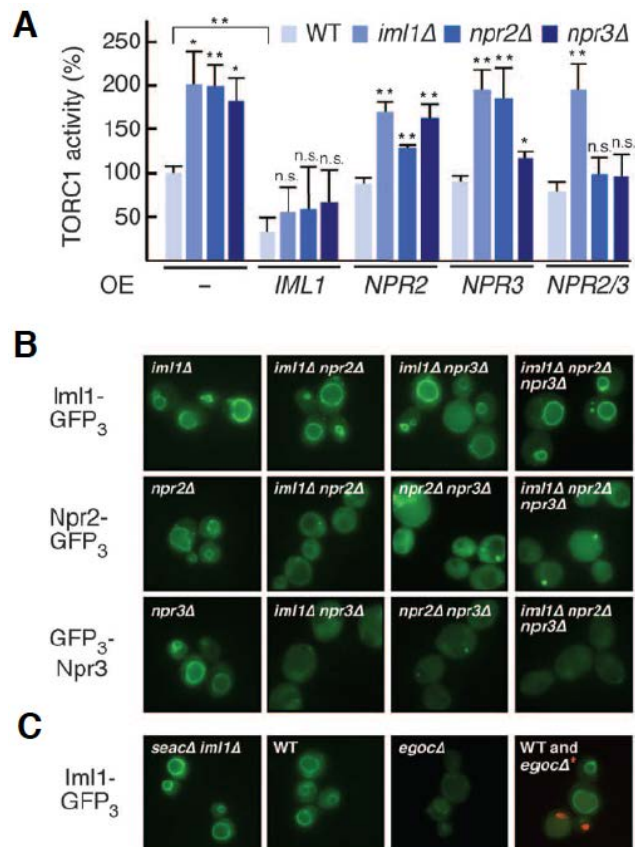 A
WT iml1Δ npr2Δ npr3Δ
**
250
200
150
100
50
TORC1 activity (%)
* ** *
n.s. n.s. n.s.
** ** **
** ** *
** n.s. n.s.
OE – IML1 NPR2 NPR3 NPR2/3
B
Iml1-
GFP3
iml1Δ
iml1Δ npr2Δ
iml1Δ npr3Δ
iml1Δ npr2Δ
npr3Δ
Npr2-
GFP3
npr2Δ
iml1Δ npr2Δ
npr2Δ npr3Δ
iml1Δ npr2Δ
npr3Δ
GFP3-
Npr3
npr3Δ
iml1Δ npr3Δ
npr2Δ npr3Δ
iml1Δ npr2Δ
npr3Δ
C
Iml1-
GFP3
seacΔ iml1Δ
WT
egocΔ
WT and
egocΔ*